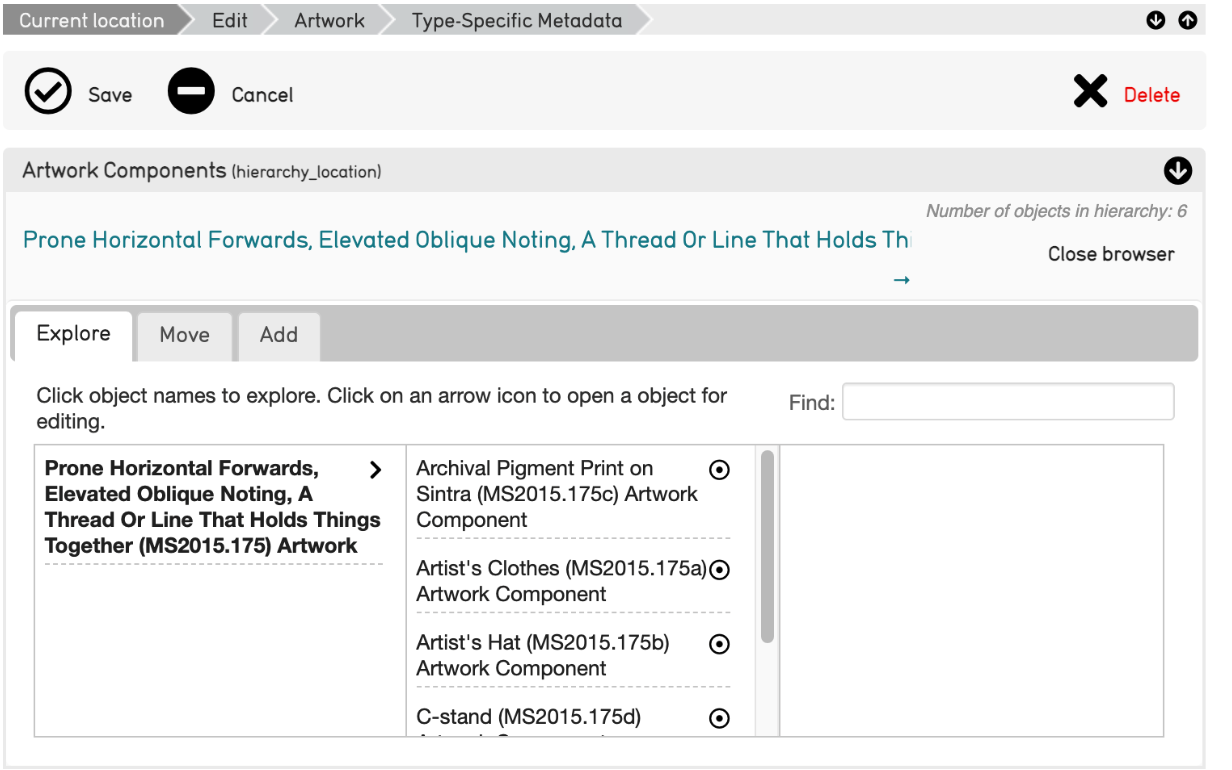 Current location Edit Artwork Type-Specific Metadata
Save Cancel Delete
Artwork Components (hierarchy_location)
Number of objects in hierarchy: 6
Prone Horizontal Forwards, Elevated Oblique Noting, A Thread Or Line That Holds Thi
Close browser
→
Explore Move Add
Click object names to explore. Click on an arrow icon to open a object for
editing.
Find:
Prone Horizontal Forwards,
Elevated Oblique Noting, A
Thread Or Line That Holds Things
Together (MS2015.175) Artwork
Archival Pigment Print on
Sintra (MS2015.175c) Artwork
Component
Artist's Clothes (MS2015.175a)
Artwork Component
Artist's Hat (MS2015.175b)
Artwork Component
C-stand (MS2015.175d)